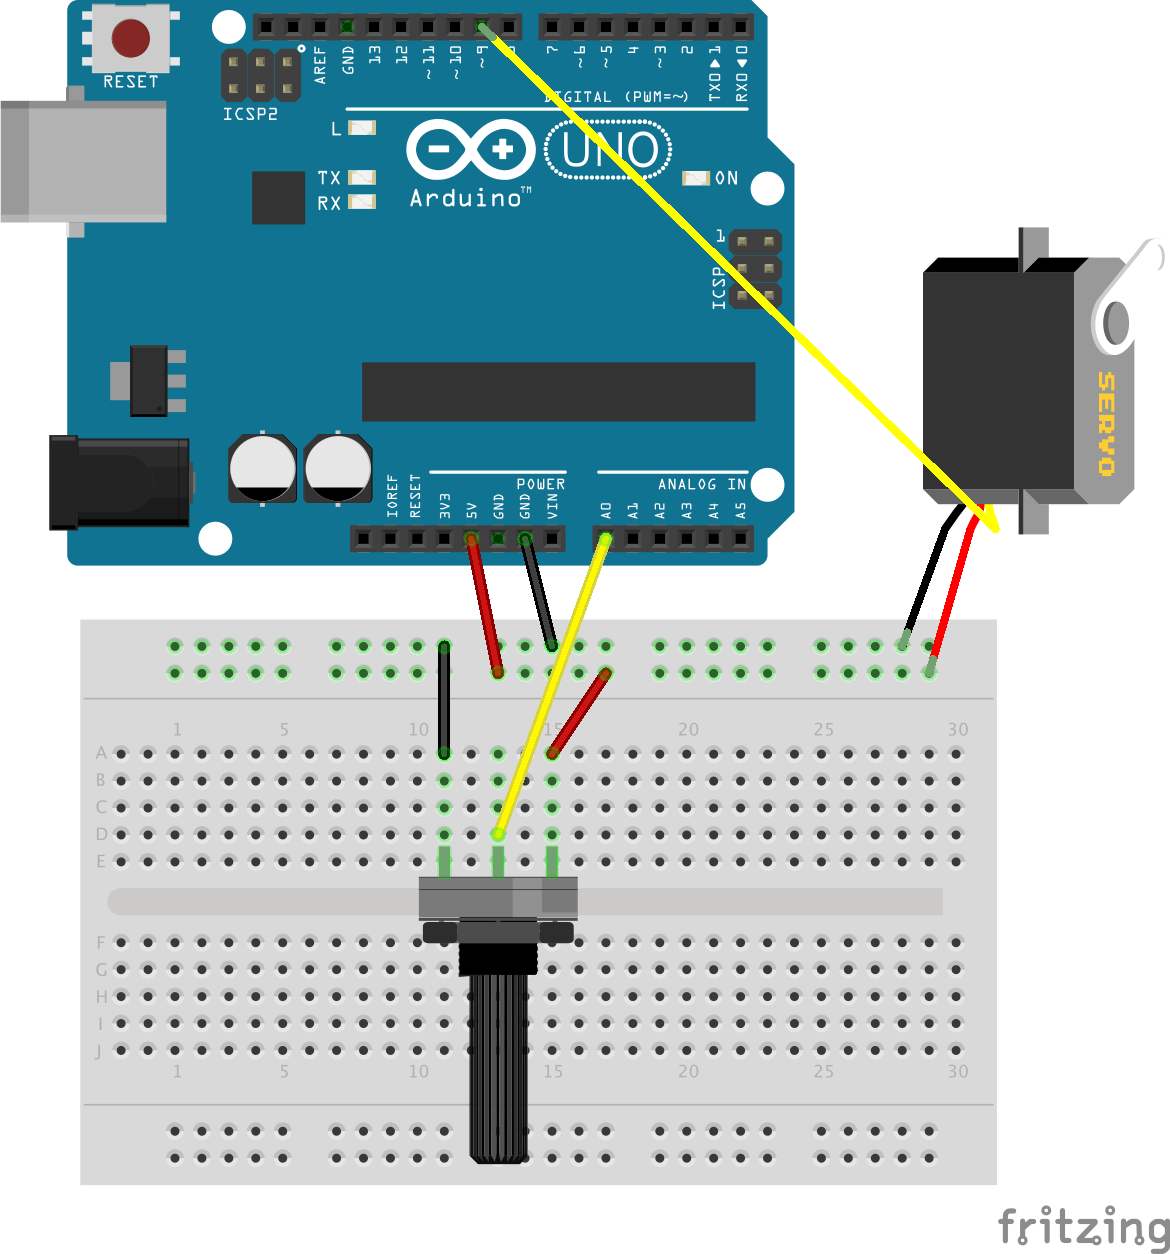 RESET
ICSP2
AREF
GND
13
12
~11
~10
~9
8
7
~6
~5
4
~3
2
TX0▶1
RX0◀0
DIGITAL (PWM=~)
L
TX
RX
UNO
Arduino™
ON
1
ICSP
SERVO
POWER
ANALOG IN
IOREF
RESET
3V3
5V
GND
GND
VIN
A0
A1
A2
A3
A4
A5
1 5 10 15 20 25 30
A
B
C
D
E
F
G
H
I
J
1 5 10 15 20 25 30
fritzing